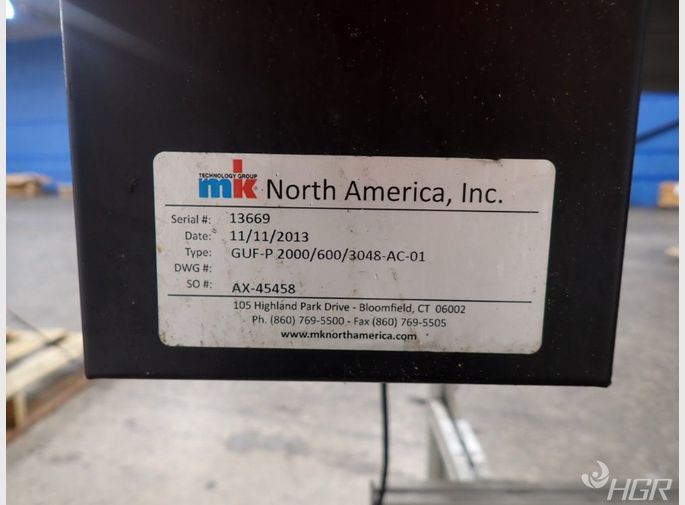 TECHNOLOGY GROUP
mk North America, Inc.
Serial #: 13669
Date: 11/11/2013
Type: GUF-P 2000/600/3048-AC-01
DWG #:
SO #: AX-45458
105 Highland Park Drive - Bloomfield, CT 06002
Ph. (860) 769-5500 - Fax (860) 769-5505
www.mknorthamerica.com
HGR